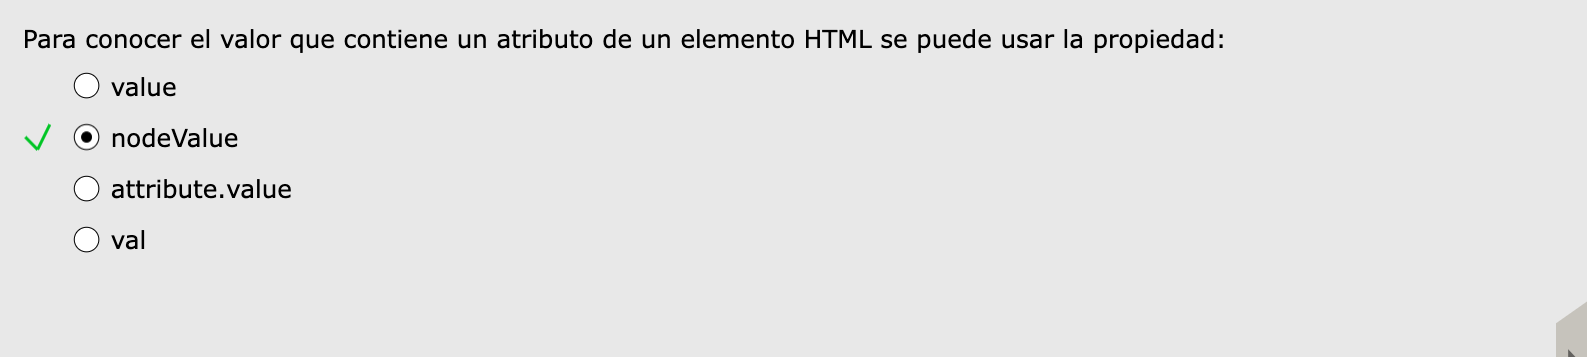 Para conocer el valor que contiene un atributo de un elemento HTML se puede usar la propiedad:
value
nodeValue
attribute.value
val